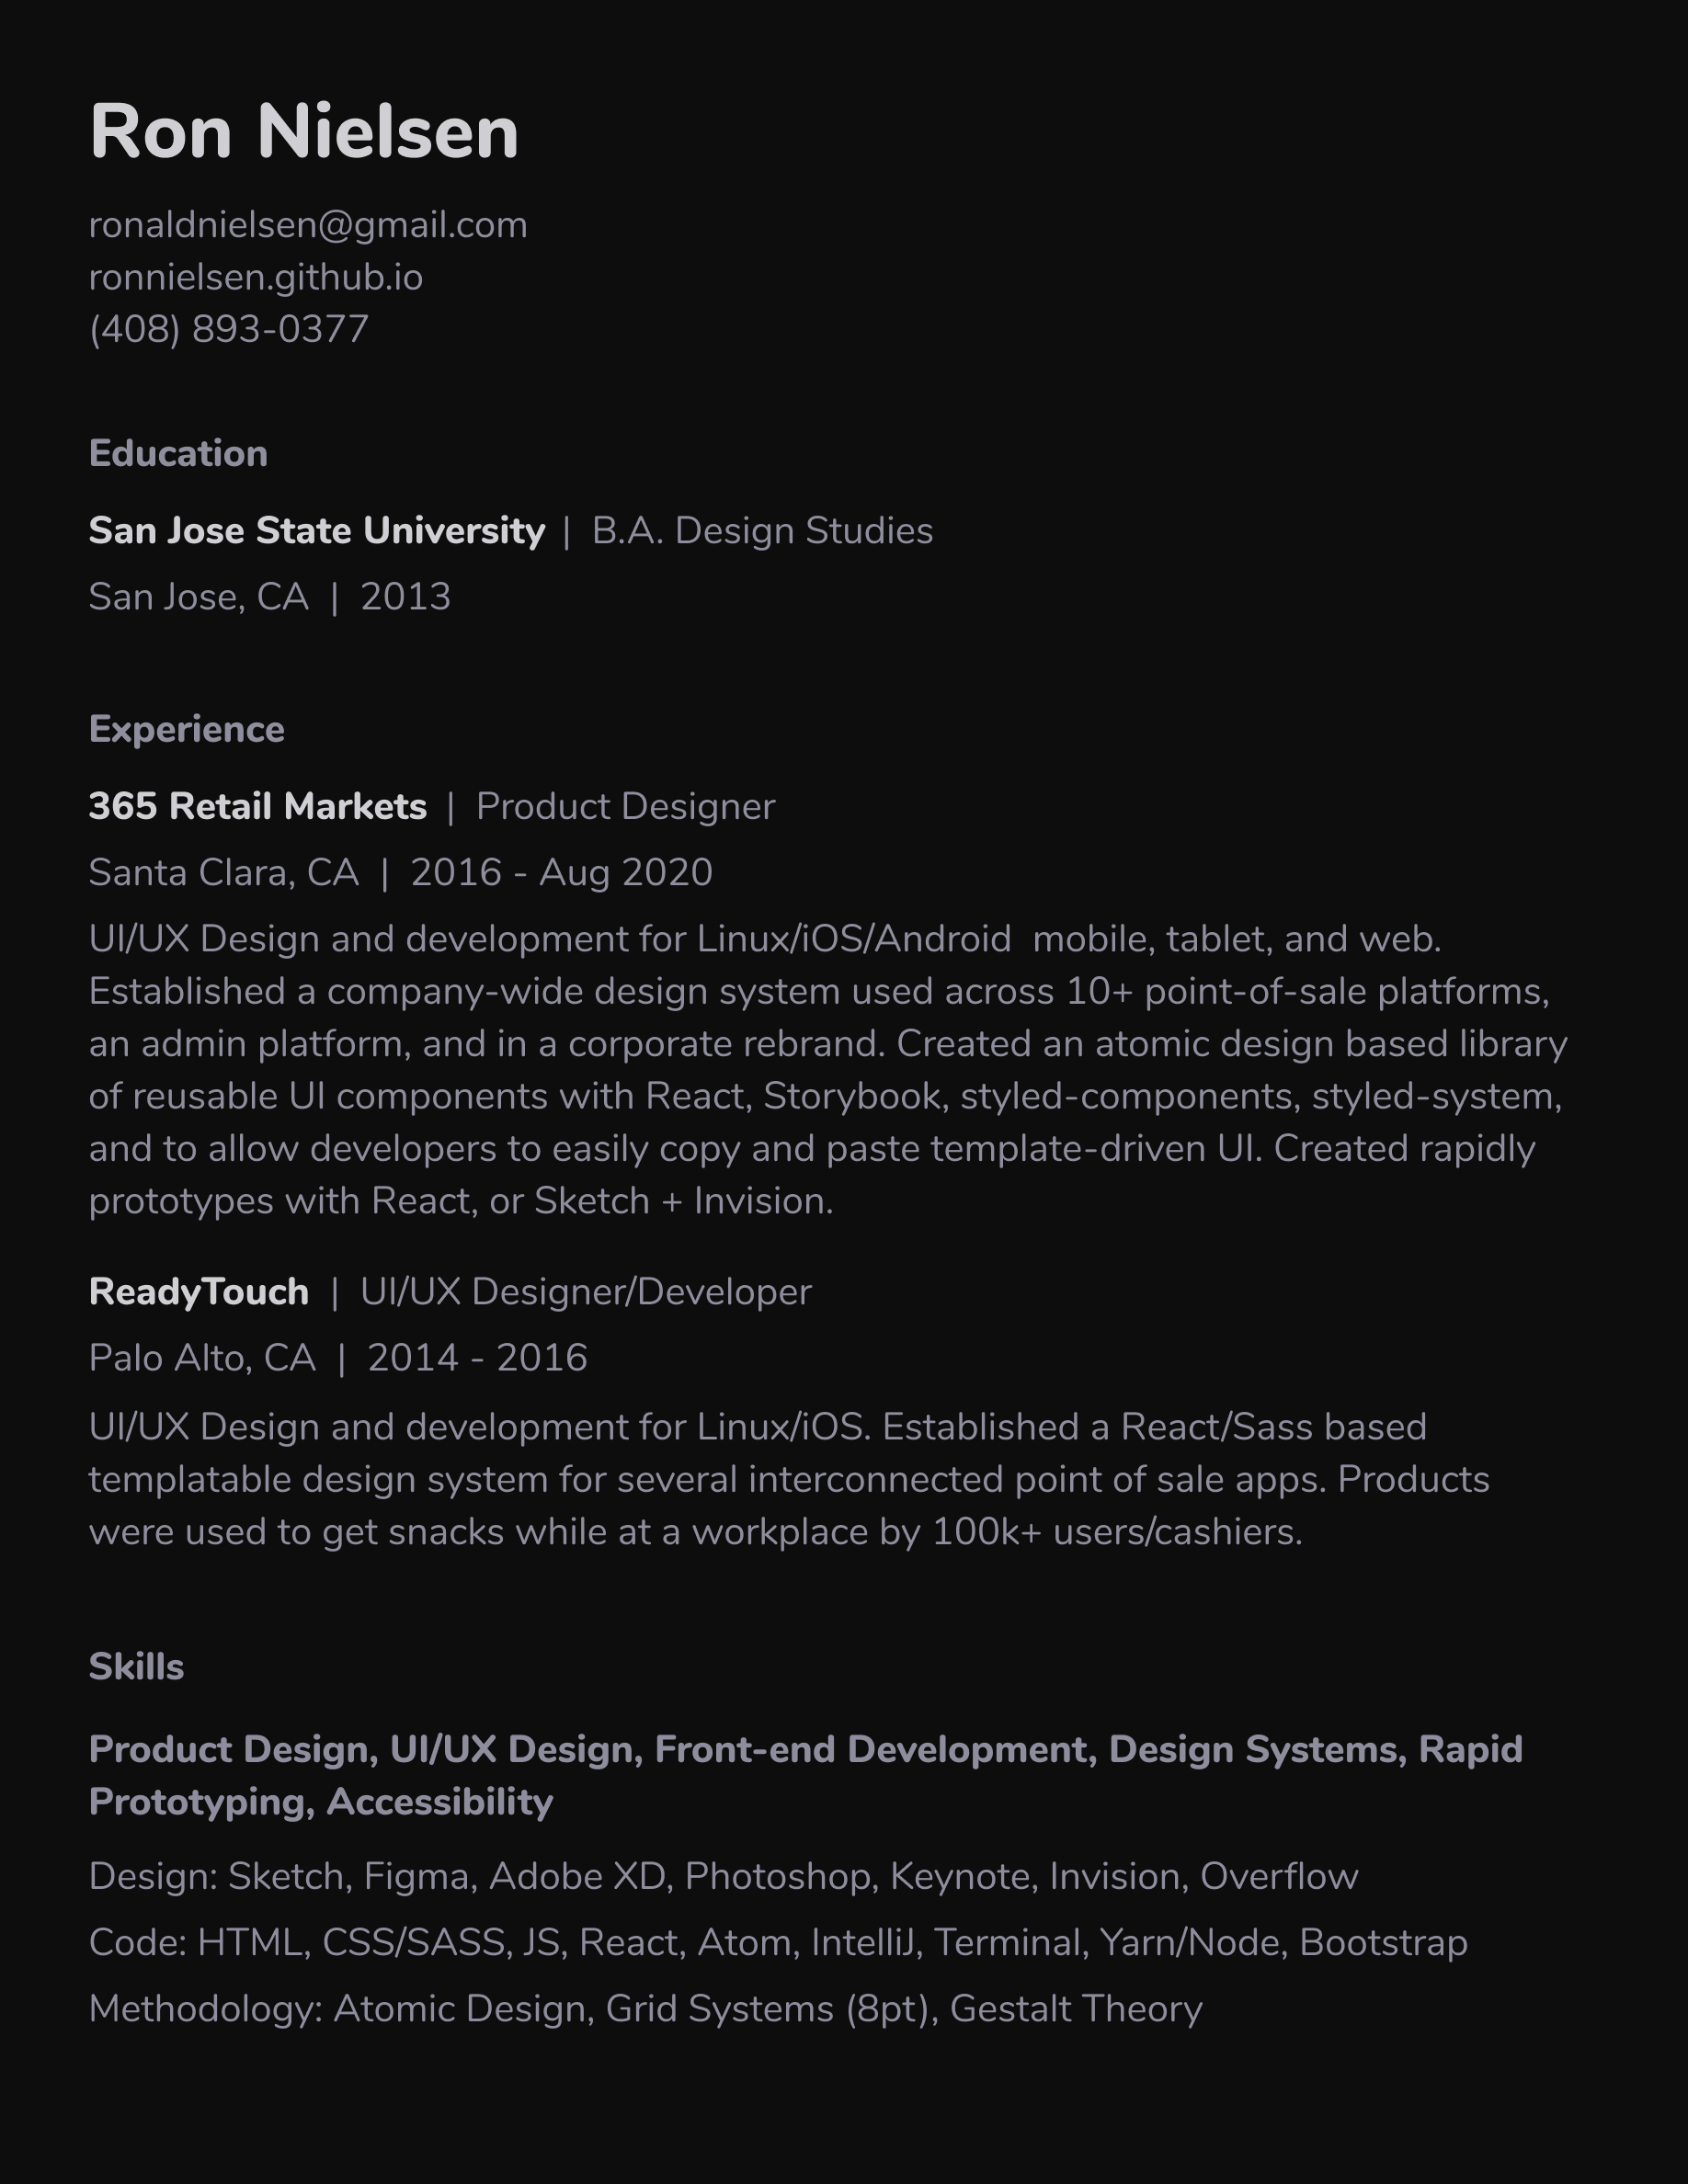 Ron Nielsen
ronaldnielsen@gmail.com
ronnielsen.github.io
(408) 893-0377
Education
San Jose State University | B.A. Design Studies
San Jose, CA | 2013
Experience
365 Retail Markets | Product Designer
Santa Clara, CA | 2016 - Aug 2020
UI/UX Design and development for Linux/iOS/Android  mobile, tablet, and web.
Established a company-wide design system used across 10+ point-of-sale platforms,
an admin platform, and in a corporate rebrand. Created an atomic design based library
of reusable UI components with React, Storybook, styled-components, styled-system,
and to allow developers to easily copy and paste template-driven UI. Created rapidly
prototypes with React, or Sketch + Invision.
ReadyTouch | UI/UX Designer/Developer
Palo Alto, CA | 2014 - 2016
UI/UX Design and development for Linux/iOS. Established a React/Sass based
templatable design system for several interconnected point of sale apps. Products
were used to get snacks while at a workplace by 100k+ users/cashiers.
Skills
Product Design, UI/UX Design, Front-end Development, Design Systems, Rapid
Prototyping, Accessibility
Design: Sketch, Figma, Adobe XD, Photoshop, Keynote, Invision, Overflow
Code: HTML, CSS/SASS, JS, React, Atom, IntelliJ, Terminal, Yarn/Node, Bootstrap
Methodology: Atomic Design, Grid Systems (8pt), Gestalt Theory